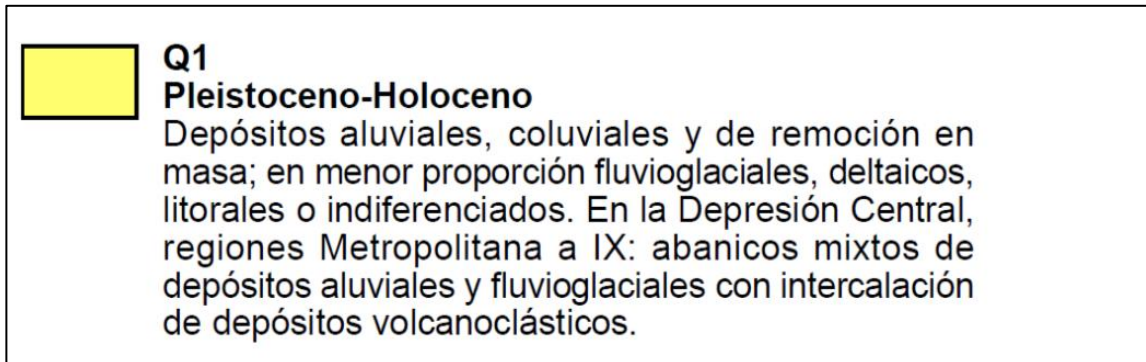 Q1
Pleistoceno-Holoceno
Depósitos aluviales, coluviales y de remoción en
masa; en menor proporción fluvioglaciales, deltaicos,
litorales o indiferenciados. En la Depresión Central,
regiones Metropolitana a IX: abanicos mixtos de
depósitos aluviales y fluvioglaciales con intercalación
de depósitos volcanoclásticos.